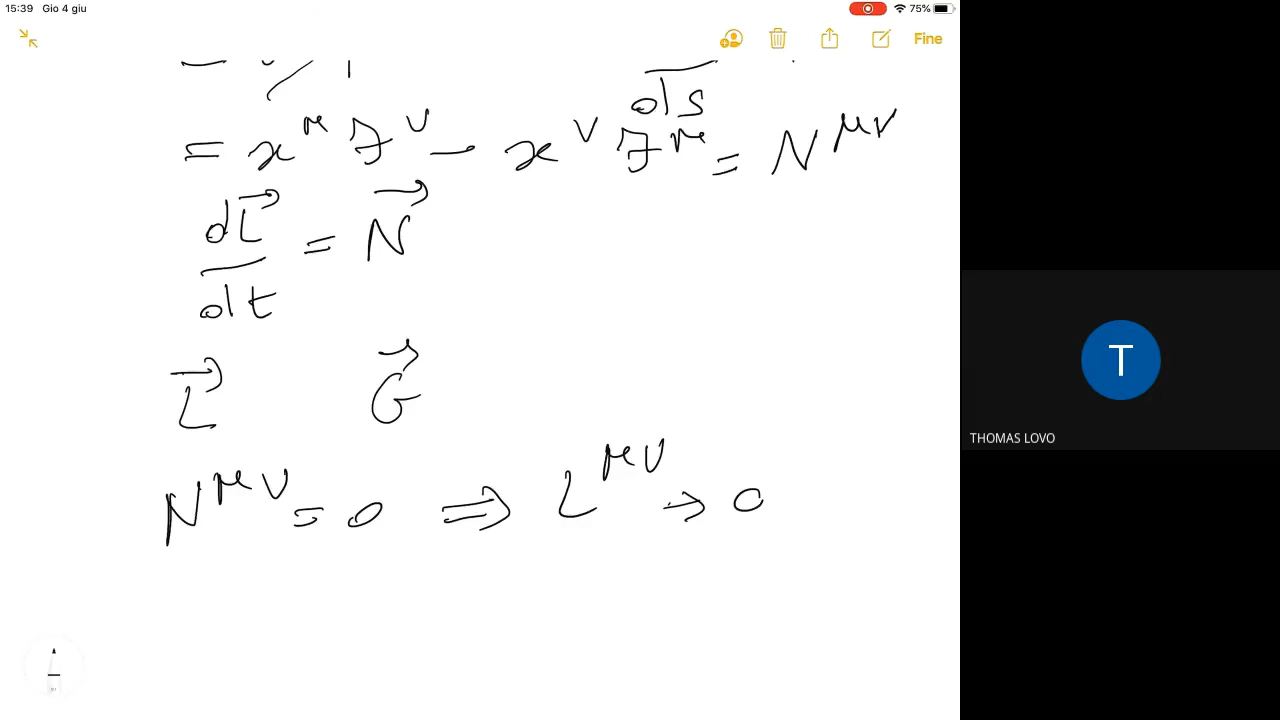 15:39 Gio 4 giu 75%
Fine
ds
= x^μ F^ν - x^ν F^μ = N^μν
dL⃗/dt = N⃗
L⃗ G⃗
N^μν = 0 ⇒ L^μν → 0
T
THOMAS LOVO